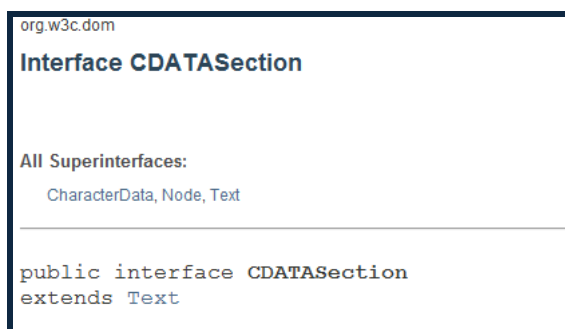 org.w3c.dom
Interface CDATASection
All Superinterfaces:
CharacterData, Node, Text
public interface CDATASection
extends Text